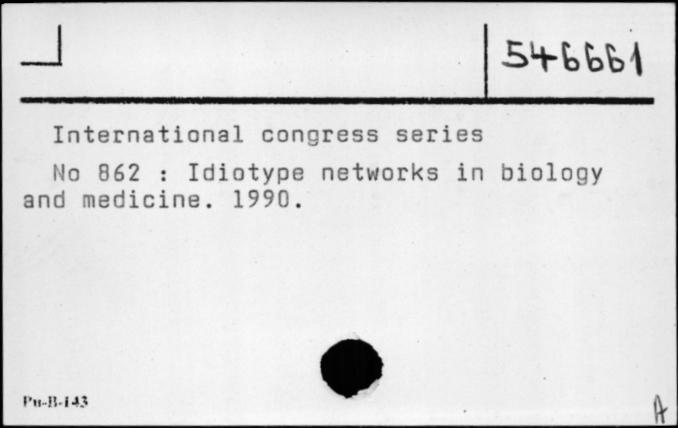 546661
International congress series
No 862 : Idiotype networks in biology
and medicine. 1990.
Pu-B-143
A